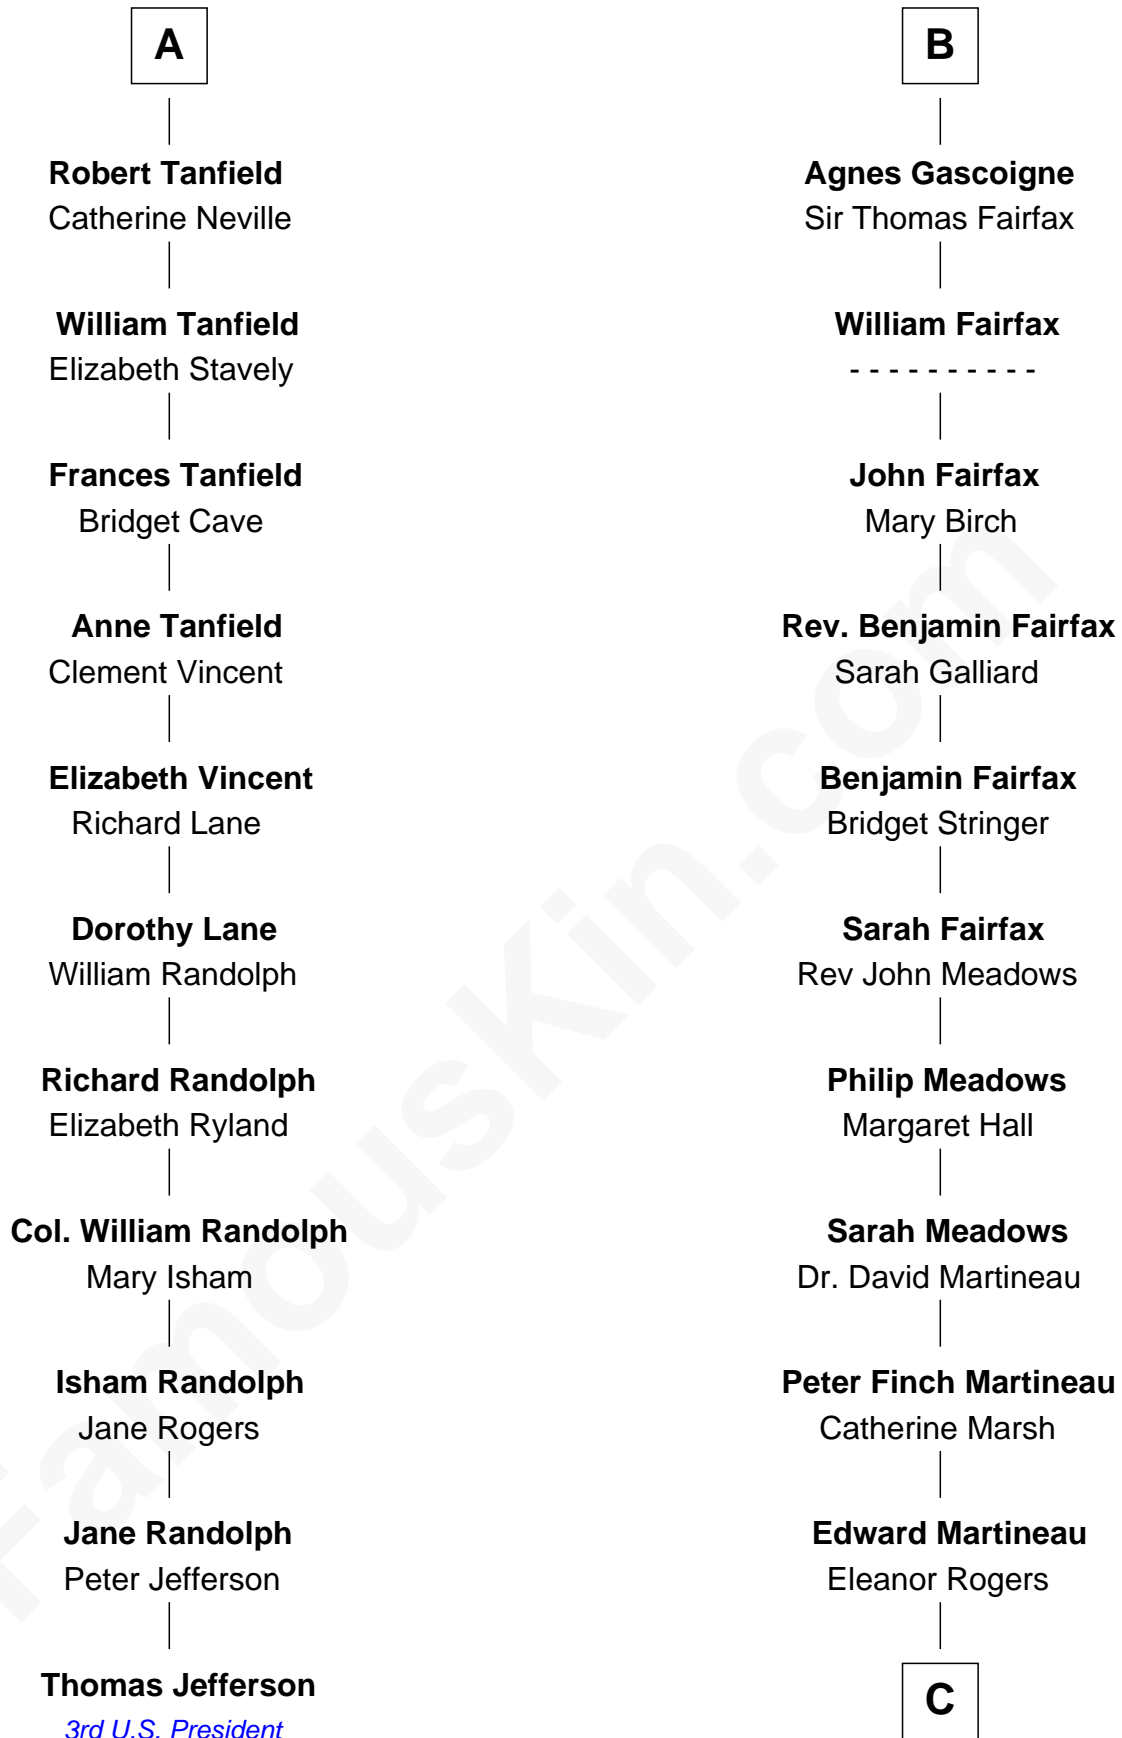 A
Robert Tanfield
Catherine Neville
William Tanfield
Elizabeth Stavely
Frances Tanfield
Bridget Cave
Anne Tanfield
Clement Vincent
Elizabeth Vincent
Richard Lane
Dorothy Lane
William Randolph
Richard Randolph
Elizabeth Ryland
Col. William Randolph
Mary Isham
Isham Randolph
Jane Rogers
Jane Randolph
Peter Jefferson
Thomas Jefferson
3rd U.S. President
B
Agnes Gascoigne
Sir Thomas Fairfax
William Fairfax
- - - - - - - - - -
John Fairfax
Mary Birch
Rev. Benjamin Fairfax
Sarah Galliard
Benjamin Fairfax
Bridget Stringer
Sarah Fairfax
Rev John Meadows
Philip Meadows
Margaret Hall
Sarah Meadows
Dr. David Martineau
Peter Finch Martineau
Catherine Marsh
Edward Martineau
Eleanor Rogers
C
FamousKin.com